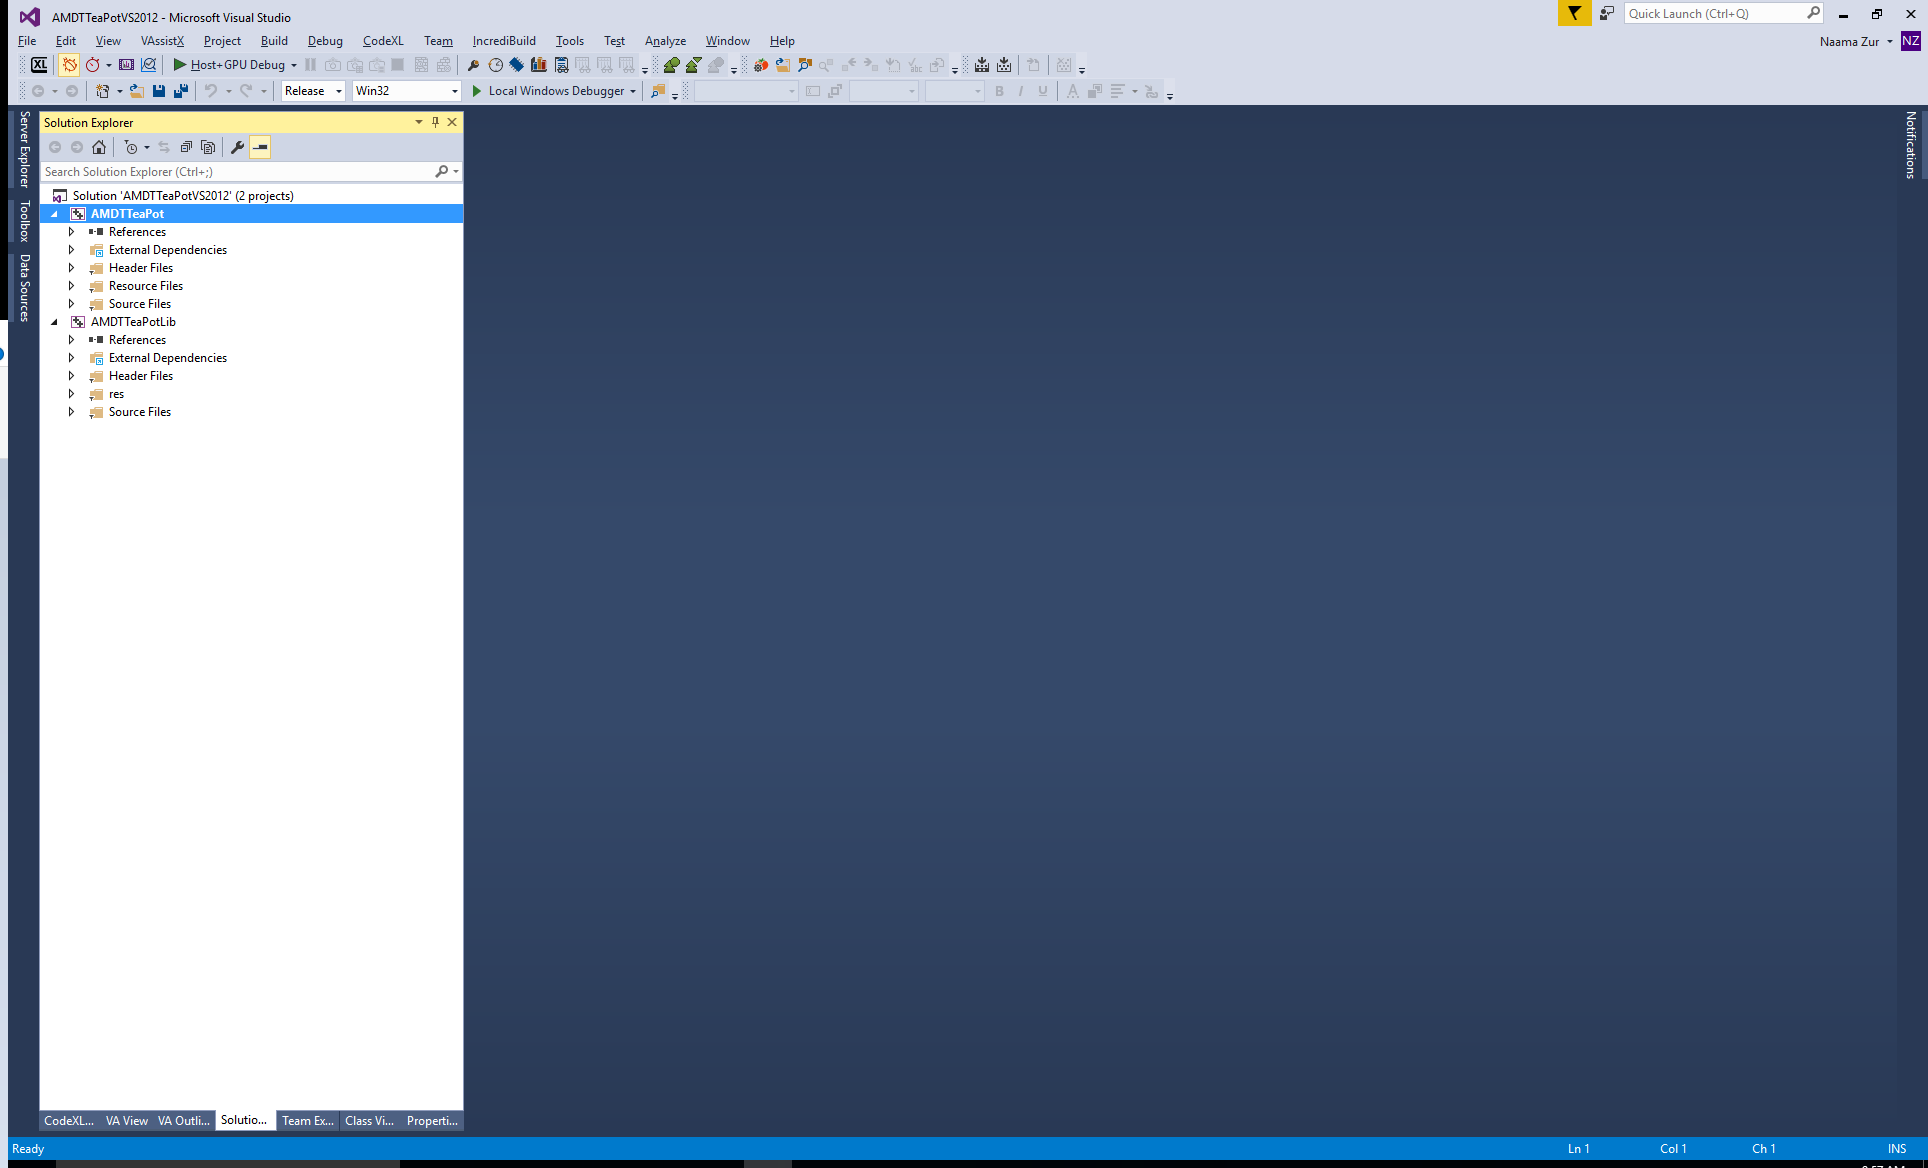 AMDTTeaPotVS2012 - Microsoft Visual Studio
Quick Launch (Ctrl+Q)
File Edit View VAssistX Project Build Debug CodeXL Team IncrediBuild Tools Test Analyze Window Help
Naama Zur NZ
XL Host+GPU Debug
Release Win32 Local Windows Debugger B I U A
Server Explorer
Toolbox
Data Sources
Solution Explorer
Search Solution Explorer (Ctrl+;)
Solution 'AMDTTeaPotVS2012' (2 projects)
AMDTTeaPot
References
External Dependencies
Header Files
Resource Files
Source Files
AMDTTeaPotLib
References
External Dependencies
Header Files
res
Source Files
Notifications
CodeXL... VA View VA Outli... Solutio... Team Ex... Class Vi... Properti...
Ready Ln 1 Col 1 Ch 1 INS